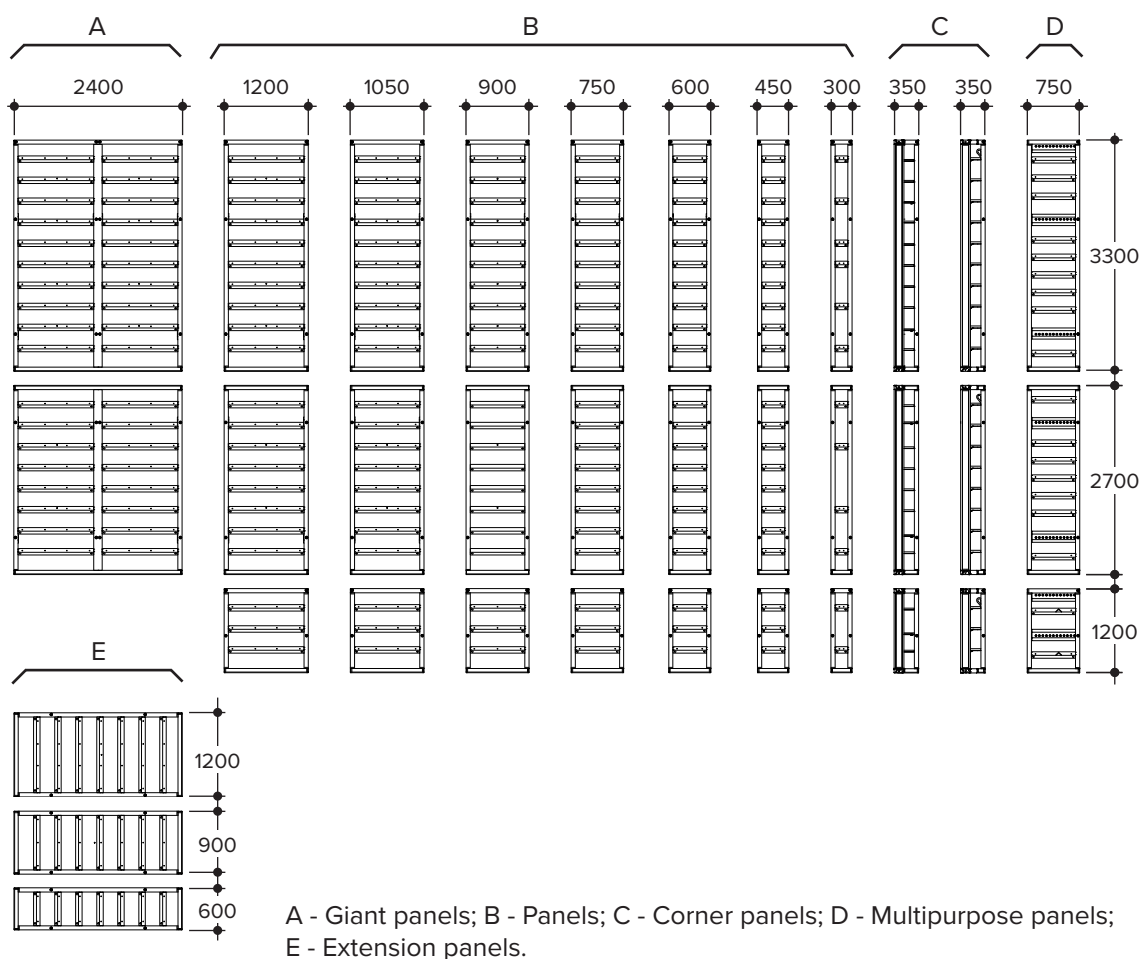 A B C D
2400 1200 1050 900 750 600 450 300 350 350 750
3300
2700
1200
E
1200
900
600
A - Giant panels; B - Panels; C - Corner panels; D - Multipurpose panels;
E - Extension panels.